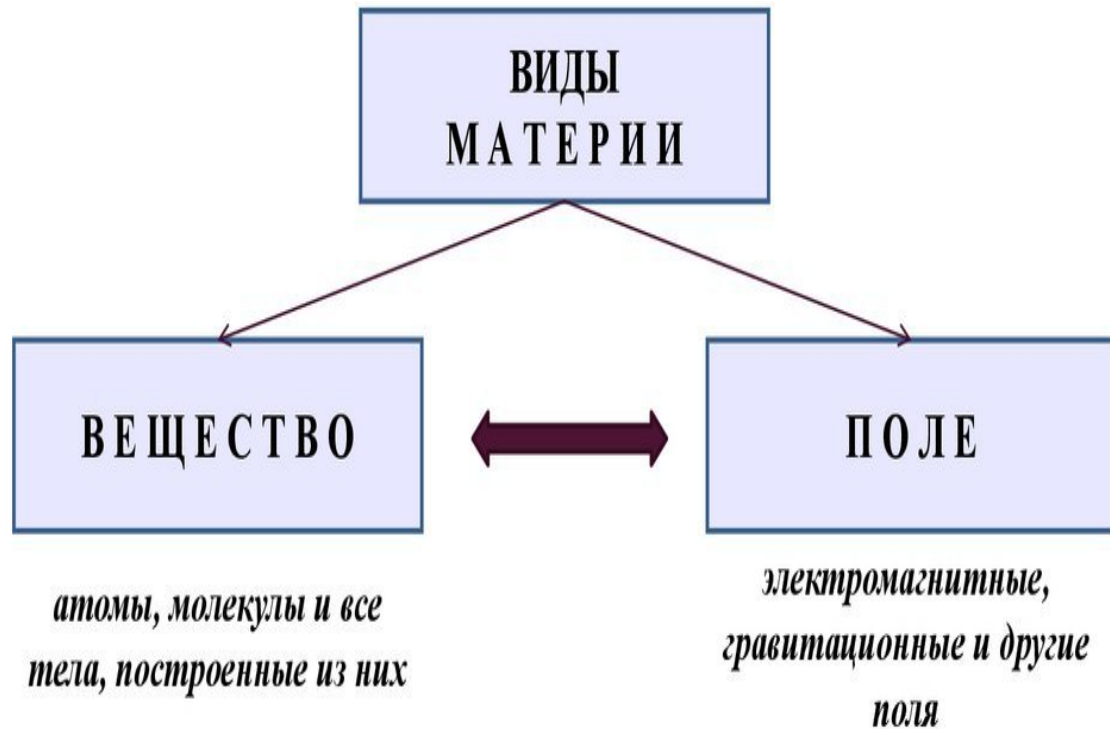 ВИДЫ
МАТЕРИИ
ВЕЩЕСТВО
ПОЛЕ
атомы, молекулы и все
тела, построенные из них
электромагнитные,
гравитационные и другие
поля